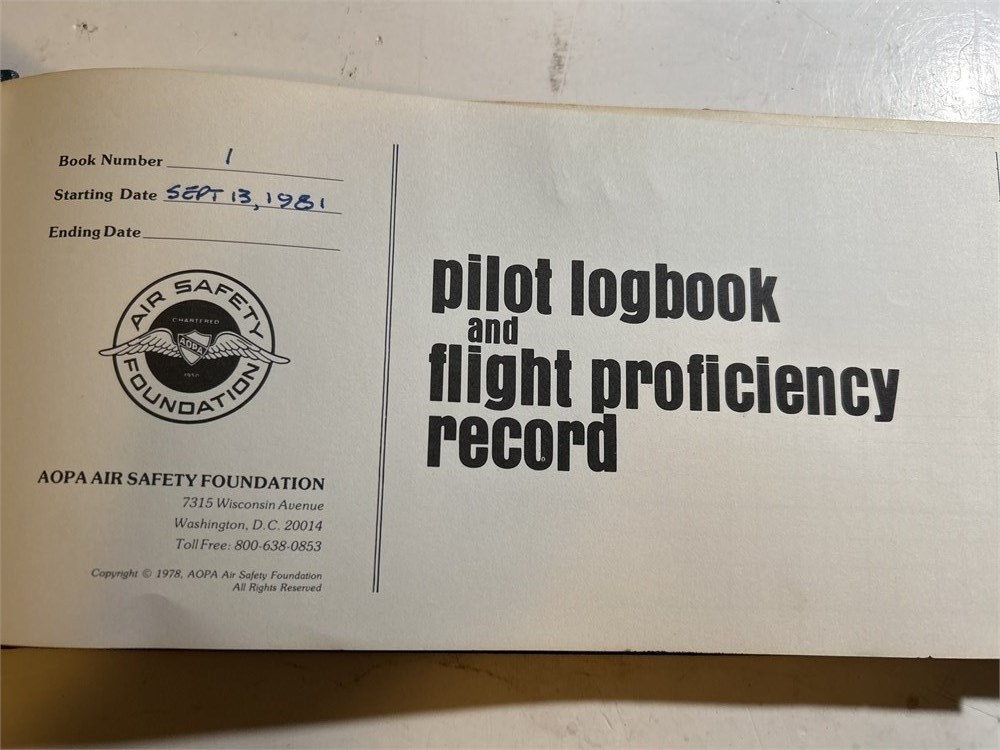 Book Number 1
Starting Date SEPT 13, 1981
Ending Date
AIR SAFETY
CHARTERED
AOPA
1950
FOUNDATION
AOPA AIR SAFETY FOUNDATION
7315 Wisconsin Avenue
Washington, D.C. 20014
Toll Free: 800-638-0853
Copyright © 1978, AOPA Air Safety Foundation
All Rights Reserved
pilot logbook
and
flight proficiency
record